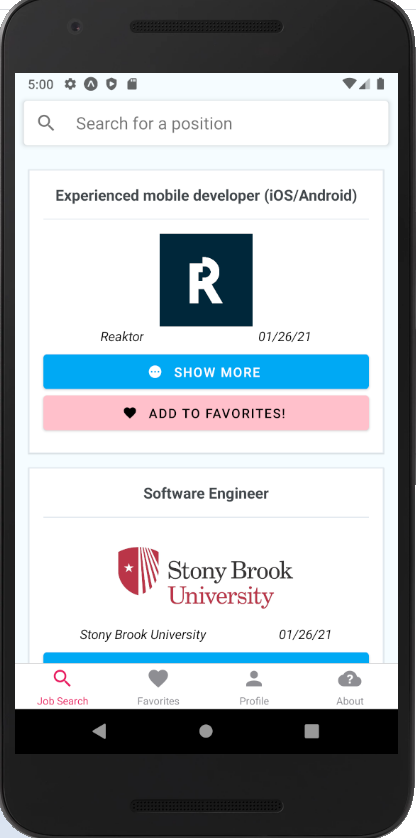 5:00
Search for a position
Experienced mobile developer (iOS/Android)
R
Reaktor 01/26/21
SHOW MORE
ADD TO FAVORITES!
Software Engineer
Stony Brook
University
Stony Brook University 01/26/21
Job Search Favorites Profile About